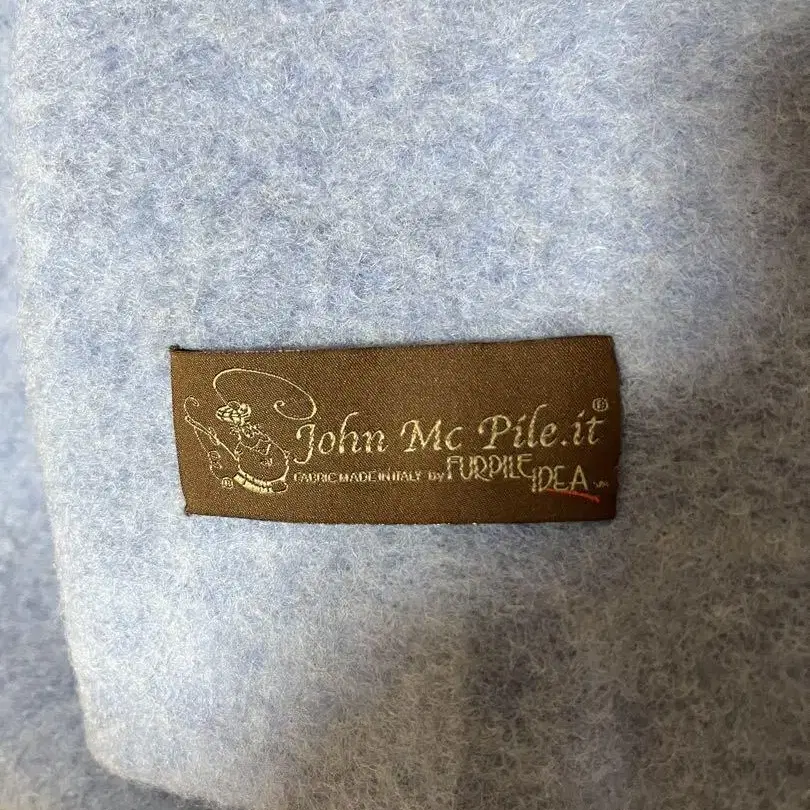 John Mc Pile.it ®
® FABRIC MADE IN ITALY by FURPILE IDEA